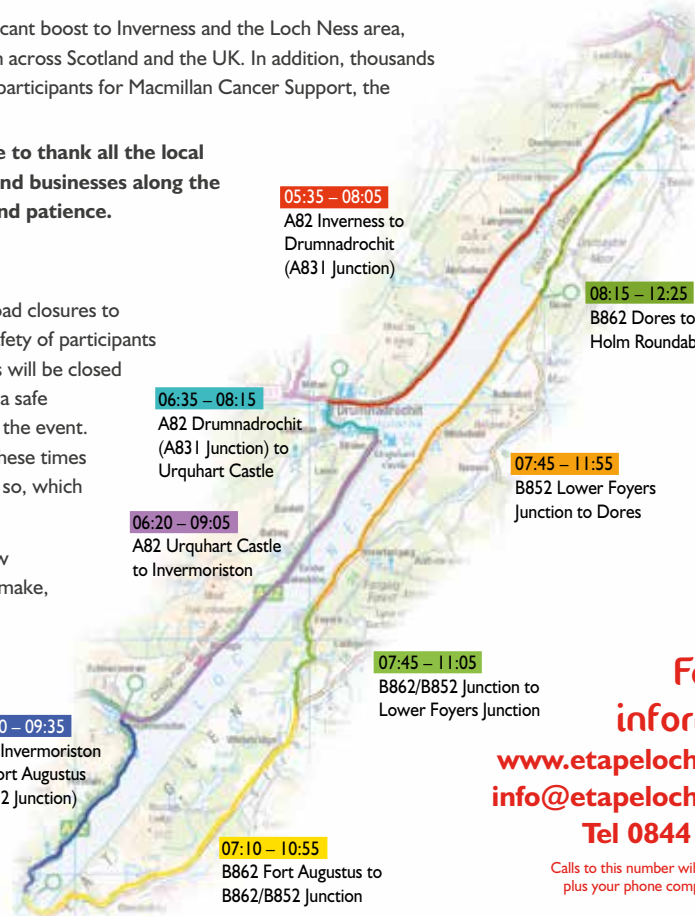 cant boost to Inverness and the Loch Ness area,
across Scotland and the UK. In addition, thousands
participants for Macmillan Cancer Support, the
e to thank all the local
nd businesses along the
nd patience.
oad closures to
fety of participants
s will be closed
a safe
the event.
hese times
so, which
w
make,
05:35 – 08:05
A82 Inverness to
Drumnadrochit
(A831 Junction)
08:15 – 12:25
B862 Dores to
Holm Roundab
06:35 – 08:15
A82 Drumnadrochit
(A831 Junction) to
Urquhart Castle
Drumnadrochit
07:45 – 11:55
B852 Lower Foyers
Junction to Dores
06:20 – 09:05
A82 Urquhart Castle
to Invermoriston
07:45 – 11:05
B862/B852 Junction to
Lower Foyers Junction
0 – 09:35
Invermoriston
ort Augustus
2 Junction)
07:10 – 10:55
B862 Fort Augustus to
B862/B852 Junction
Fo
infor
www.etapeloch
info@etapeloch
Tel 0844
Calls to this number wil
plus your phone comp